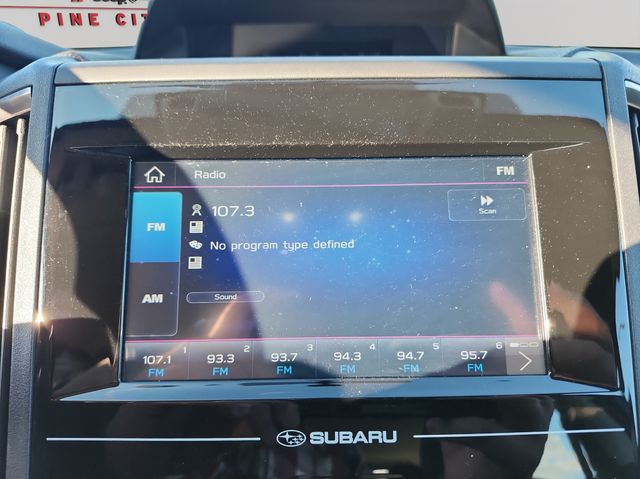 PINE CI
Radio
FM
FM
107.3
Scan
No program type defined
AM
Sound
1 2 3 4 5 6
107.1 93.3 93.7 94.3 94.7 95.7
FM FM FM FM FM FM
SUBARU